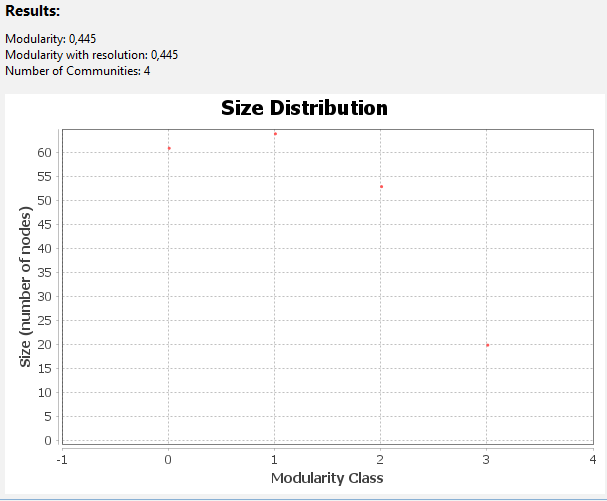 Results:
Modularity: 0,445
Modularity with resolution: 0,445
Number of Communities: 4
Size Distribution
Size (number of nodes)
60
55
50
45
40
35
30
25
20
15
10
5
0
-1 0 1 2 3 4
Modularity Class